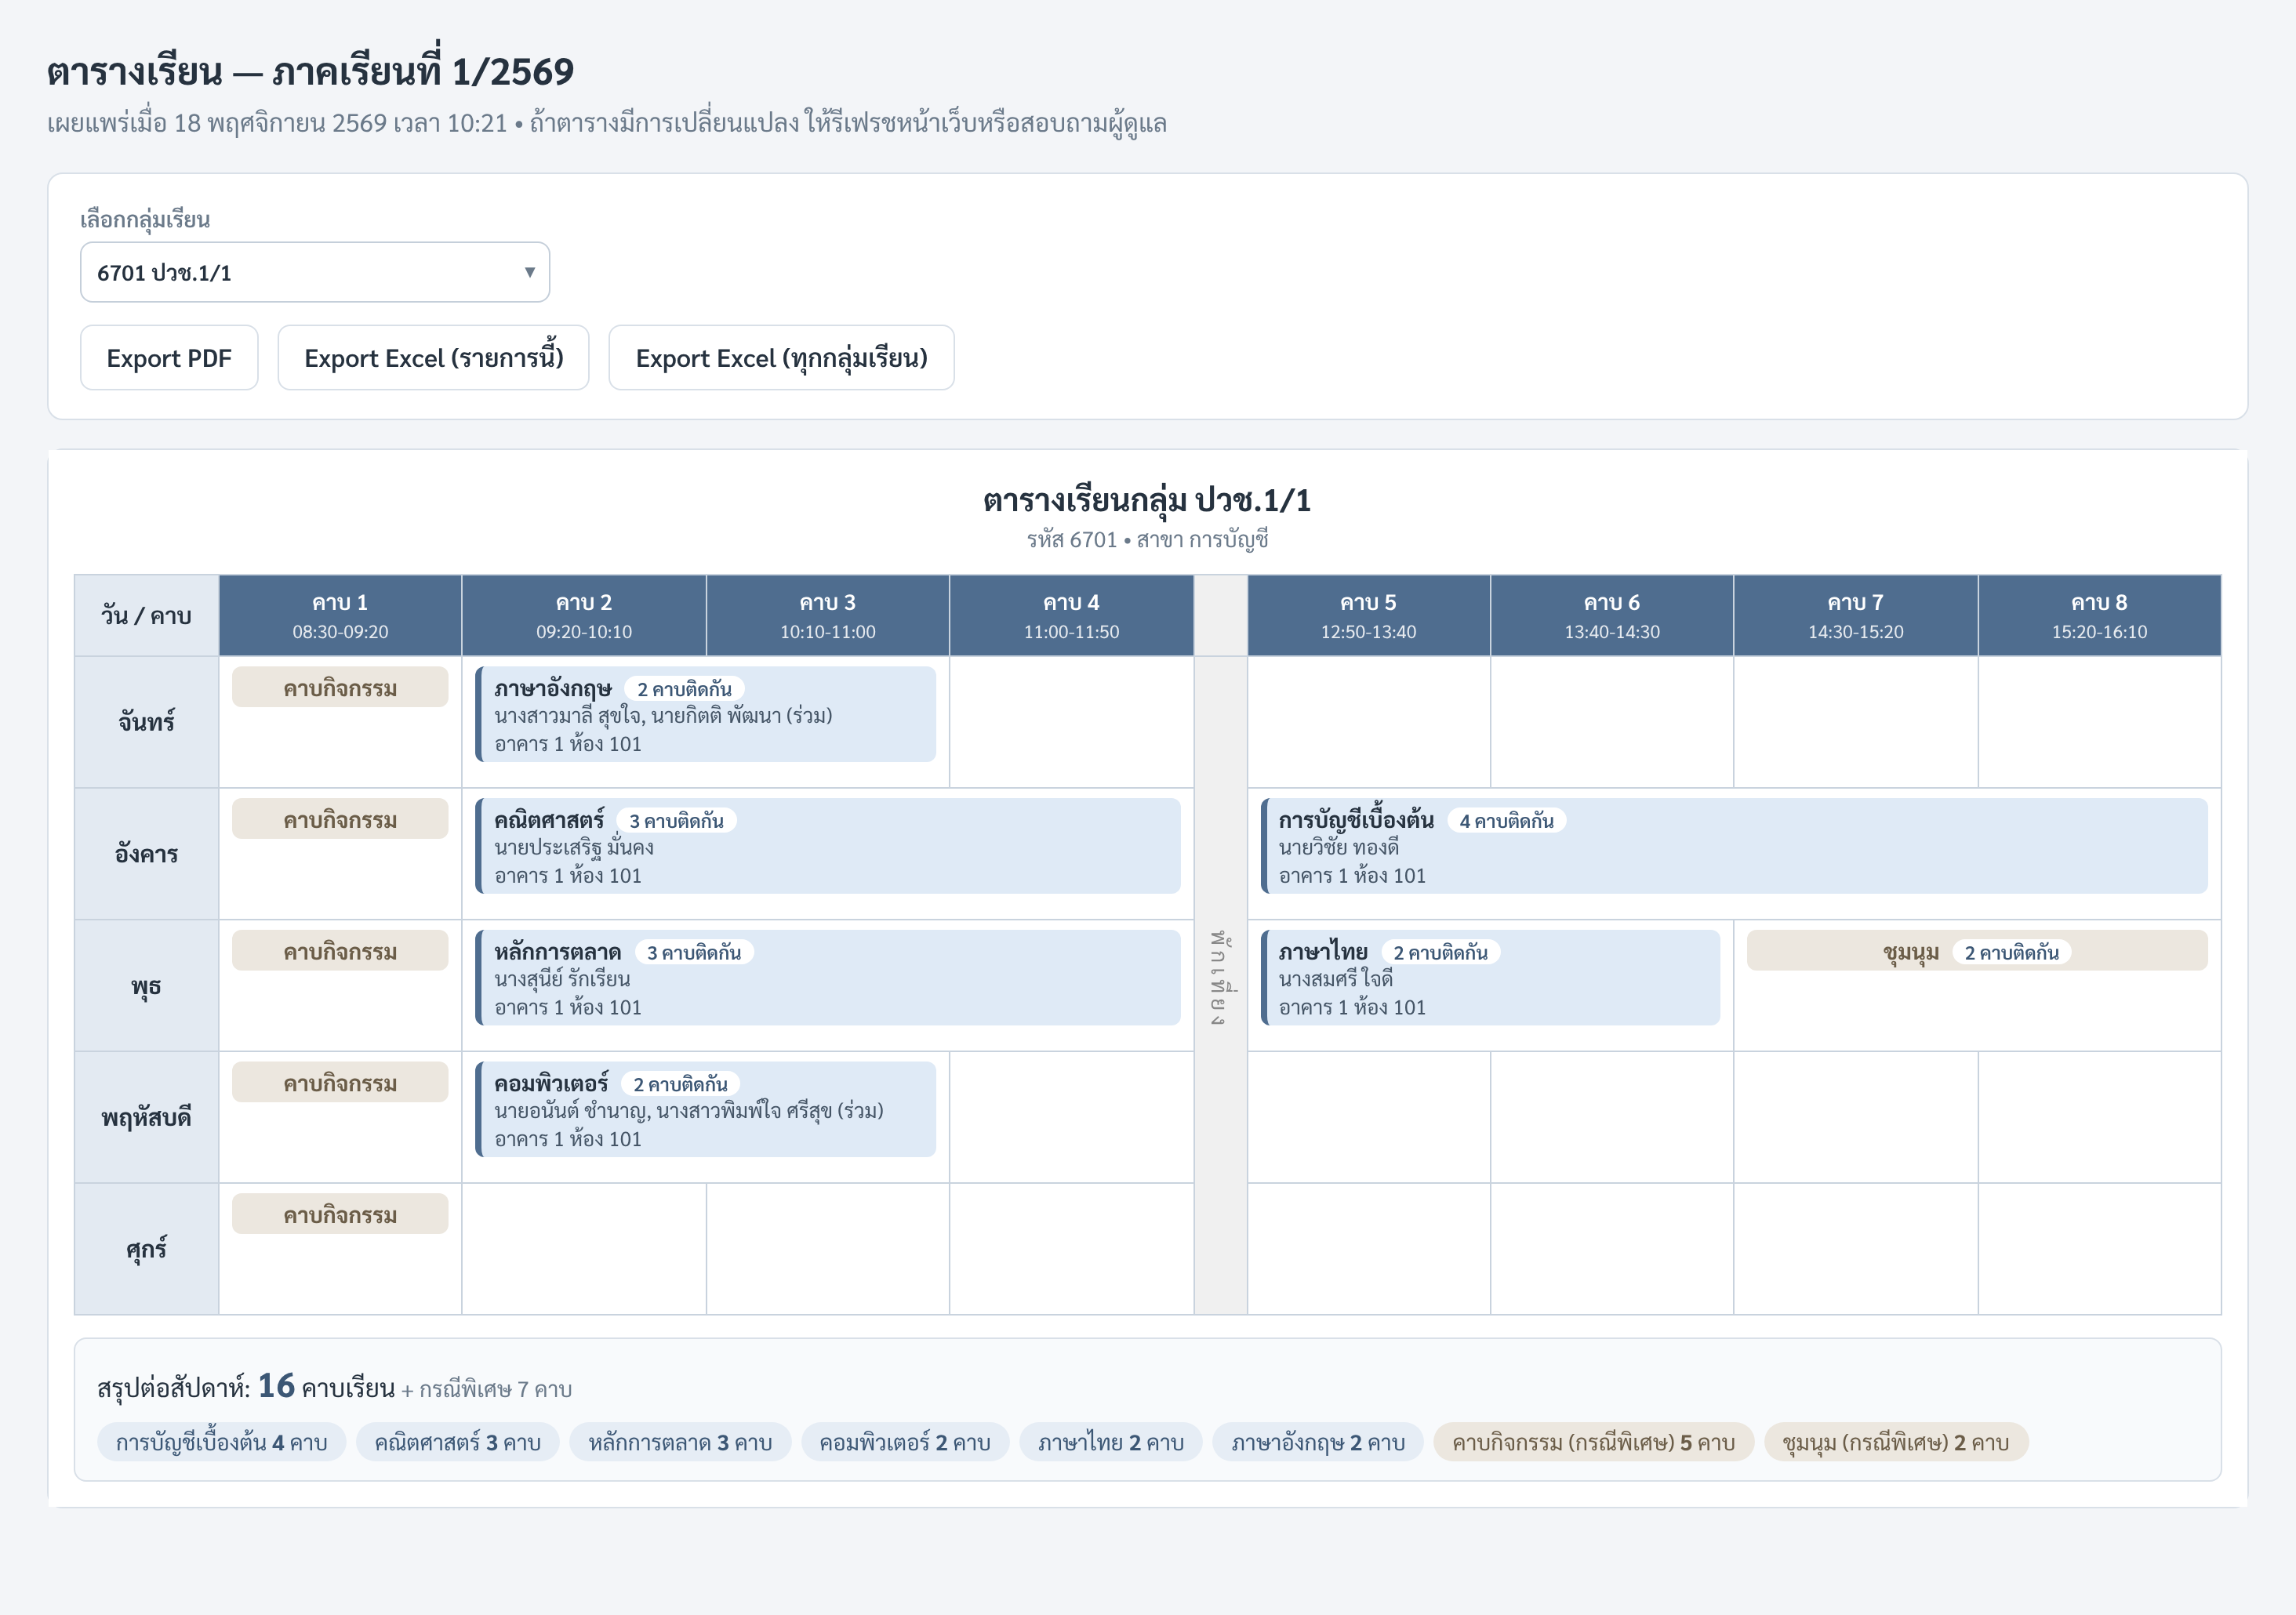 ตารางเรียน — ภาคเรียนที่ 1/2569
เผยแพร่เมื่อ 18 พฤศจิกายน 2569 เวลา 10:21 • ถ้าตารางมีการเปลี่ยนแปลง ให้รีเฟรชหน้าเว็บหรือสอบถามผู้ดูแล
เลือกกลุ่มเรียน
6701 ปวช.1/1
Export PDF Export Excel (รายการนี้) Export Excel (ทุกกลุ่มเรียน)
ตารางเรียนกลุ่ม ปวช.1/1
รหัส 6701 • สาขา การบัญชี
วัน / คาบ คาบ 1 คาบ 2 คาบ 3 คาบ 4 คาบ 5 คาบ 6 คาบ 7 คาบ 8
08:30-09:20 09:20-10:10 10:10-11:00 11:00-11:50 12:50-13:40 13:40-14:30 14:30-15:20 15:20-16:10
จันทร์
คาบกิจกรรม
ภาษาอังกฤษ 2 คาบติดกัน
นางสาวมาลี สุขใจ, นายกิตติ พัฒนา (ร่วม)
อาคาร 1 ห้อง 101
พักเที่ยง
อังคาร
คาบกิจกรรม
คณิตศาสตร์ 3 คาบติดกัน
นายประเสริฐ มั่นคง
อาคาร 1 ห้อง 101
การบัญชีเบื้องต้น 4 คาบติดกัน
นายวิชัย ทองดี
อาคาร 1 ห้อง 101
พุธ
คาบกิจกรรม
หลักการตลาด 3 คาบติดกัน
นางสุนีย์ รักเรียน
อาคาร 1 ห้อง 101
ภาษาไทย 2 คาบติดกัน
นางสมศรี ใจดี
อาคาร 1 ห้อง 101
ชุมนุม 2 คาบติดกัน
พฤหัสบดี
คาบกิจกรรม
คอมพิวเตอร์ 2 คาบติดกัน
นายอนันต์ ชำนาญ, นางสาวพิมพ์ใจ ศรีสุข (ร่วม)
อาคาร 1 ห้อง 101
ศุกร์
คาบกิจกรรม
สรุปต่อสัปดาห์: 16 คาบเรียน + กรณีพิเศษ 7 คาบ
การบัญชีเบื้องต้น 4 คาบ คณิตศาสตร์ 3 คาบ หลักการตลาด 3 คาบ คอมพิวเตอร์ 2 คาบ ภาษาไทย 2 คาบ ภาษาอังกฤษ 2 คาบ คาบกิจกรรม (กรณีพิเศษ) 5 คาบ ชุมนุม (กรณีพิเศษ) 2 คาบ